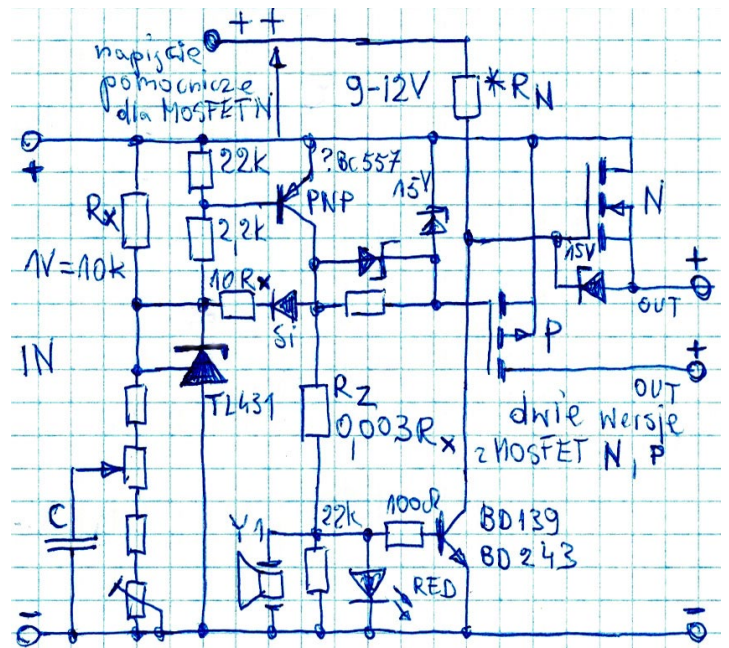 + +
napięcie
pomocnicze
dla MOSFET N
9-12V
*RN
+
22k
? BC557
PNP
15V
N
Rx
2,2k
1V=10k
10Rx
Si
15V
+
OUT
IN
P
+
TL431
RZ
0,003Rx
OUT
dwie wersje
z MOSFET N, P
C
Y1
22k
100Ω
BD139
BD243
RED
-
-